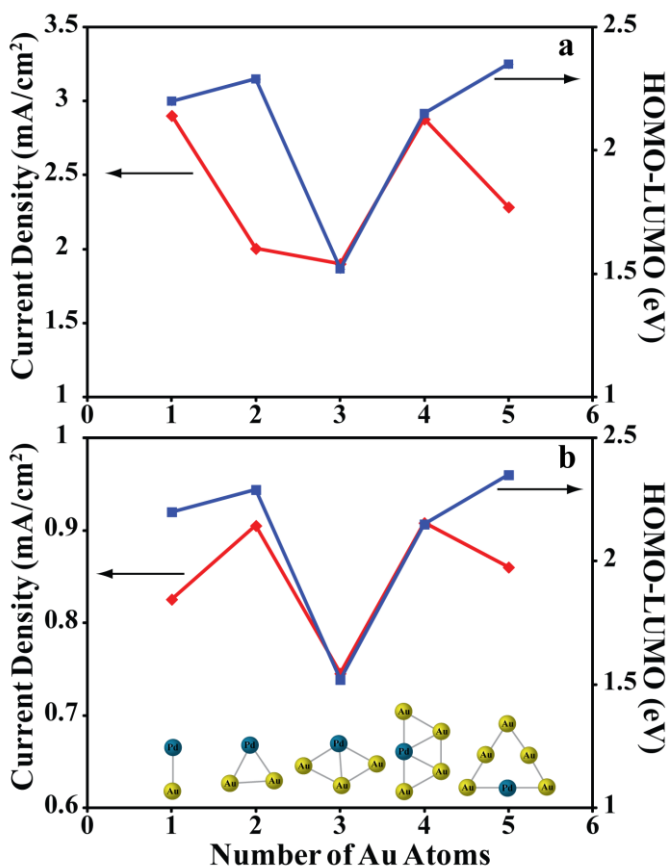 a
Current Density (mA/cm²)
3.5
3
2.5
2
1.5
1
HOMO-LUMO (eV)
2.5
2
1.5
1
0 1 2 3 4 5 6
b
Current Density (mA/cm²)
1
0.9
0.8
0.7
0.6
HOMO-LUMO (eV)
2.5
2
1.5
1
Pd
Au
Pd
Au Au
Pd
Au Au
Au
Au
Au
Pd
Au
Au
Au
Au Au
Au Pd Au
0 1 2 3 4 5 6
Number of Au Atoms